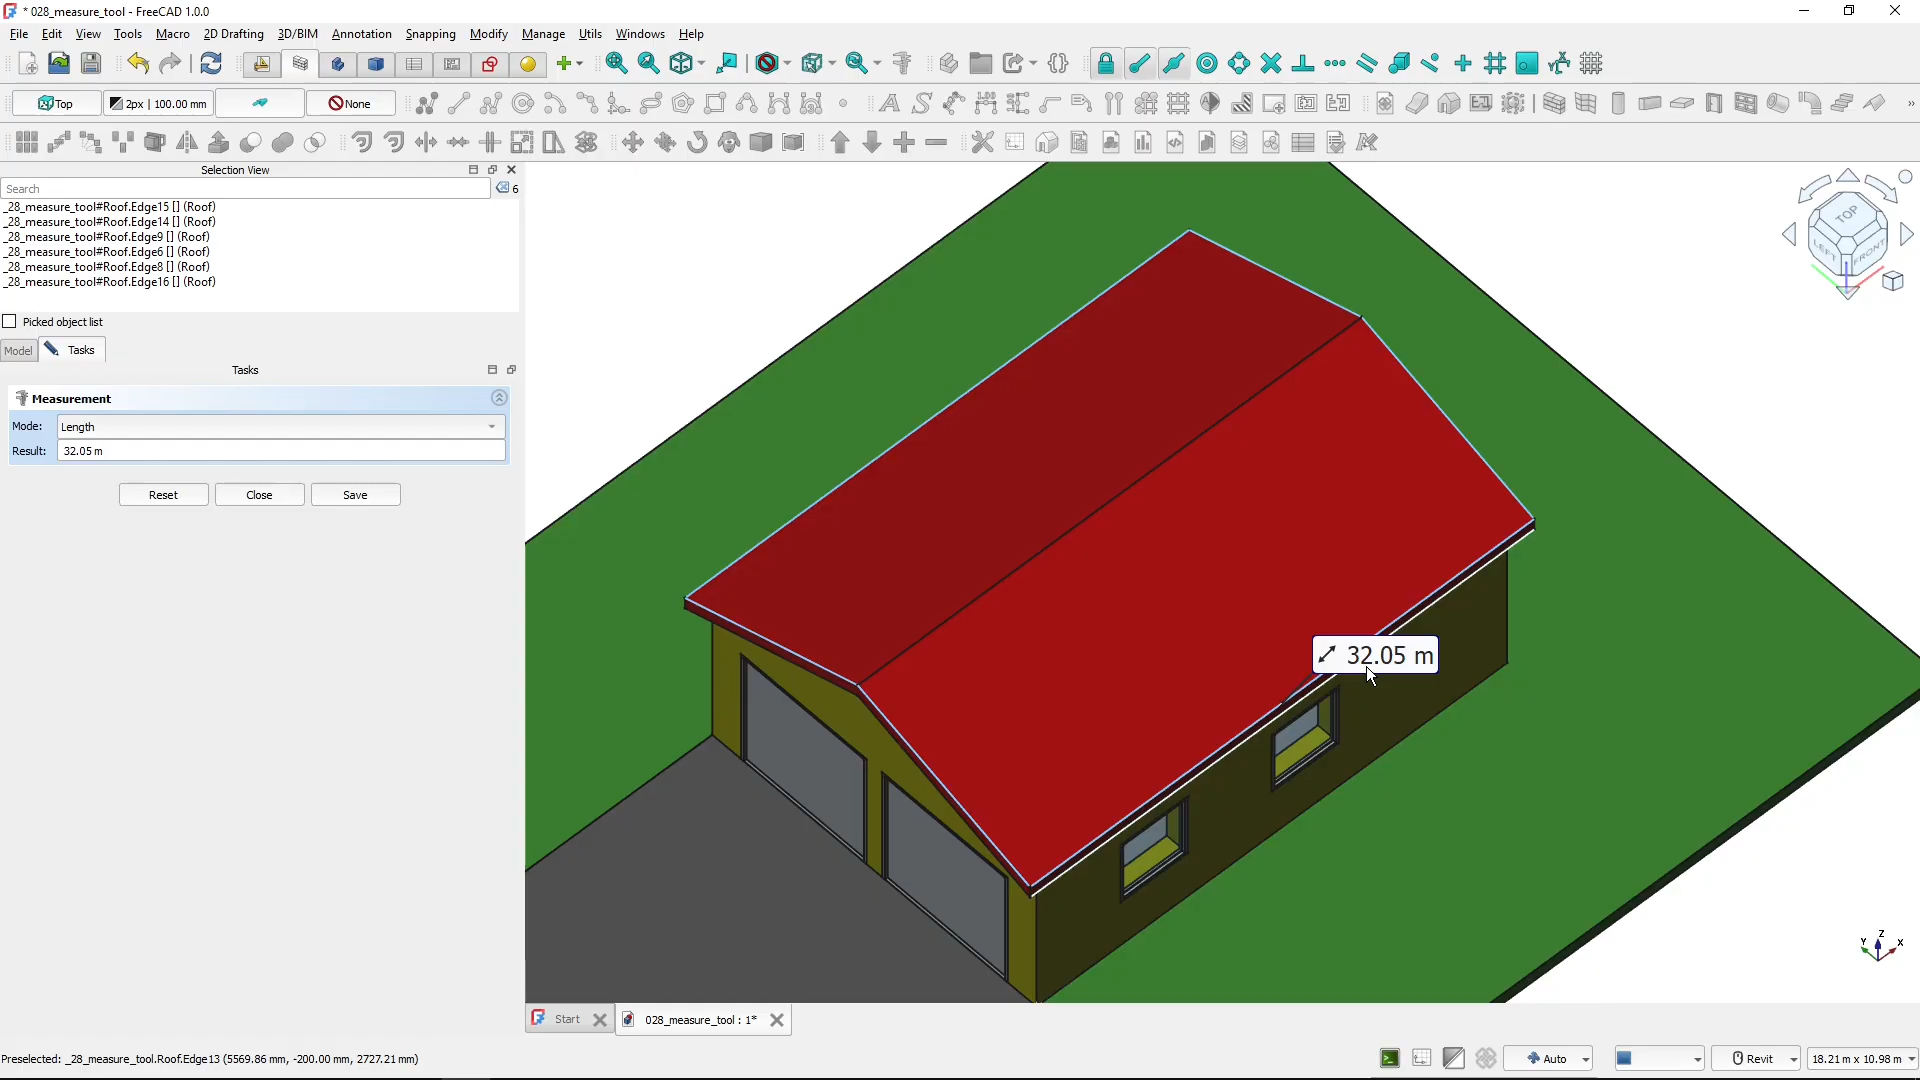 * 028_measure_tool - FreeCAD 1.0.0
File Edit View Tools Macro 2D Drafting 3D/BIM Annotation Snapping Modify Manage Utils Windows Help
Top 2px | 100.00 mm None
Selection View
Search 6
_28_measure_tool#Roof.Edge15 [] (Roof)
_28_measure_tool#Roof.Edge14 [] (Roof)
_28_measure_tool#Roof.Edge9 [] (Roof)
_28_measure_tool#Roof.Edge6 [] (Roof)
_28_measure_tool#Roof.Edge8 [] (Roof)
_28_measure_tool#Roof.Edge16 [] (Roof)
Picked object list
Model Tasks
Tasks
Measurement
Mode: Length
Result: 32.05 m
Reset Close Save
TOP
LEFT FRONT
32.05 m
Z
Y X
Start 028_measure_tool : 1*
Preselected: _28_measure_tool.Roof.Edge13 (5569.86 mm, -200.00 mm, 2727.21 mm)
Auto Revit 18.21 m x 10.98 m